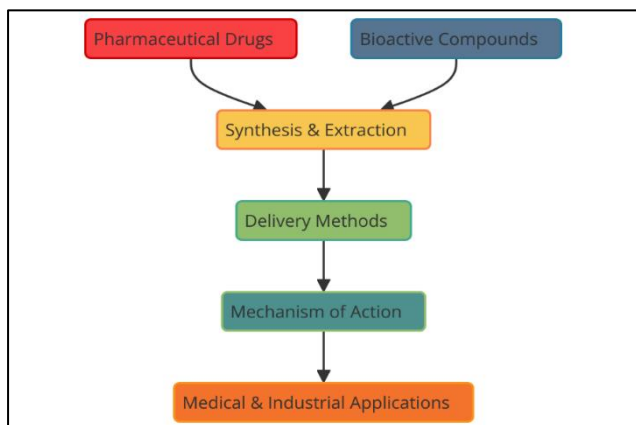 Pharmaceutical Drugs
Bioactive Compounds
Synthesis & Extraction
Delivery Methods
Mechanism of Action
Medical & Industrial Applications